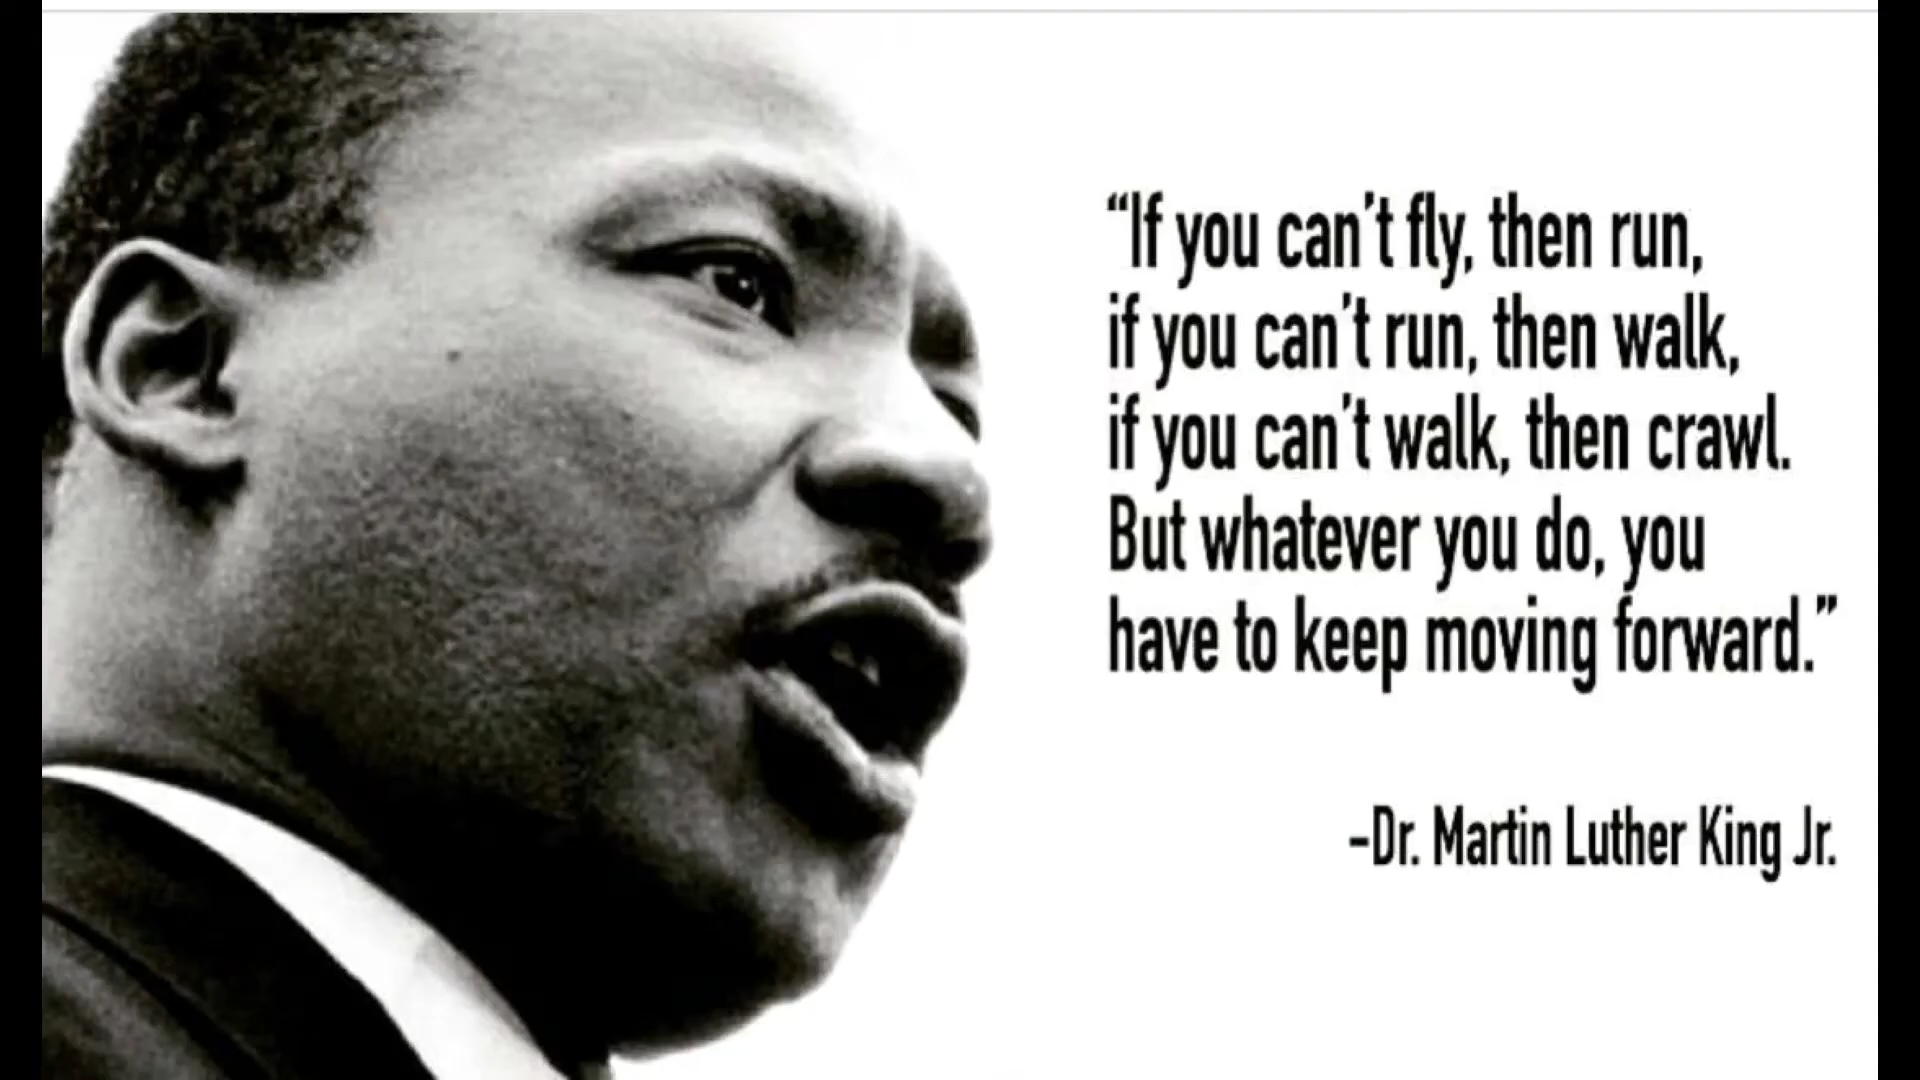 “If you can’t fly, then run,
if you can’t run, then walk,
if you can’t walk, then crawl.
But whatever you do, you
have to keep moving forward.”
–Dr. Martin Luther King Jr.